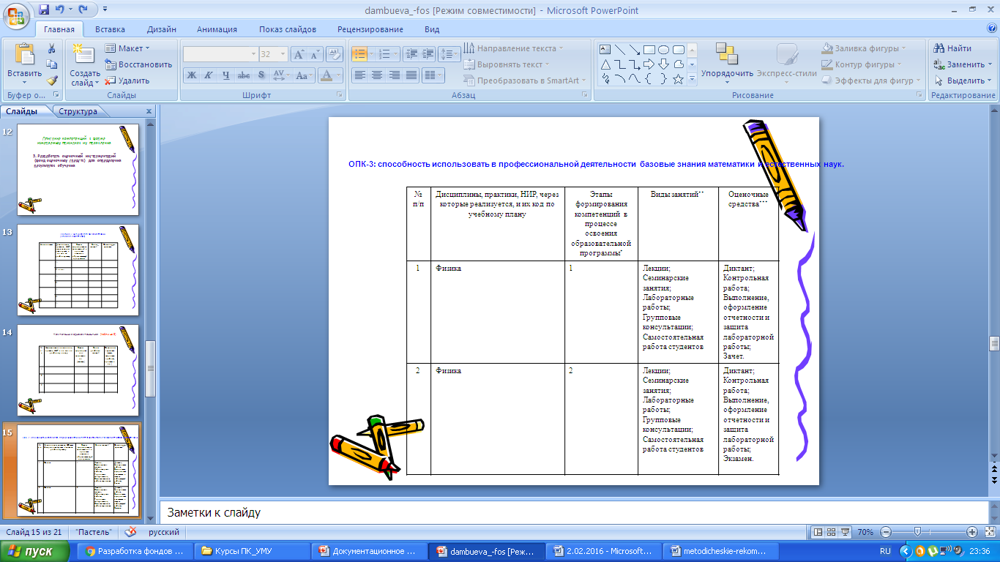 dambueva_-fos [Режим совместимости] - Microsoft PowerPoint
Главная Вставка Дизайн Анимация Показ слайдов Рецензирование Вид
Вставить
Буфер о...
Создать слайд
Макет
Восстановить
Удалить
Слайды
32
Ж К Ч abc S AV Aa A
Шрифт
Направление текста
Выровнять текст
Преобразовать в SmartArt
Абзац
Упорядочить
Экспресс-стили
Заливка фигуры
Контур фигуры
Эффекты для фигур
Рисование
Найти
Заменить
Выделить
Редактирование
Слайды Структура
12
3. Разработать оценочный инструментарий
(фонд оценочных средств) для определения
результатов обучения
13
14
15
ОПК-3: способность использовать в профессиональной деятельности базовые знания математики и естественных наук.
№
п/п
Дисциплины, практики, НИР, через
которые реализуется, и их код по
учебному плану
Этапы
формирования
компетенций в
процессе
освоения
образовательной
программы*
Виды занятий**
Оценочные
средства***
1
Физика
1
Лекции;
Семинарские
занятия;
Лабораторные
работы;
Групповые
консультации;
Самостоятельная
работа студентов
Диктант;
Контрольная
работа;
Выполнение,
оформление
отчетности и
защита
лабораторной
работы;
Зачет.
2
Физика
2
Лекции;
Семинарские
занятия;
Лабораторные
работы;
Групповые
консультации;
Самостоятельная
работа студентов
Диктант;
Контрольная
работа;
Выполнение,
оформление
отчетности и
защита
лабораторной
работы;
Экзамен.
Заметки к слайду
Слайд 15 из 21 "Пастель" русский 70%
пуск Разработка фондов ... Курсы ПК_УМУ Документационное ... dambueva_-fos [Реж... 2.02.2016 - Microsoft... metodicheskie-rekom... RU 23:36